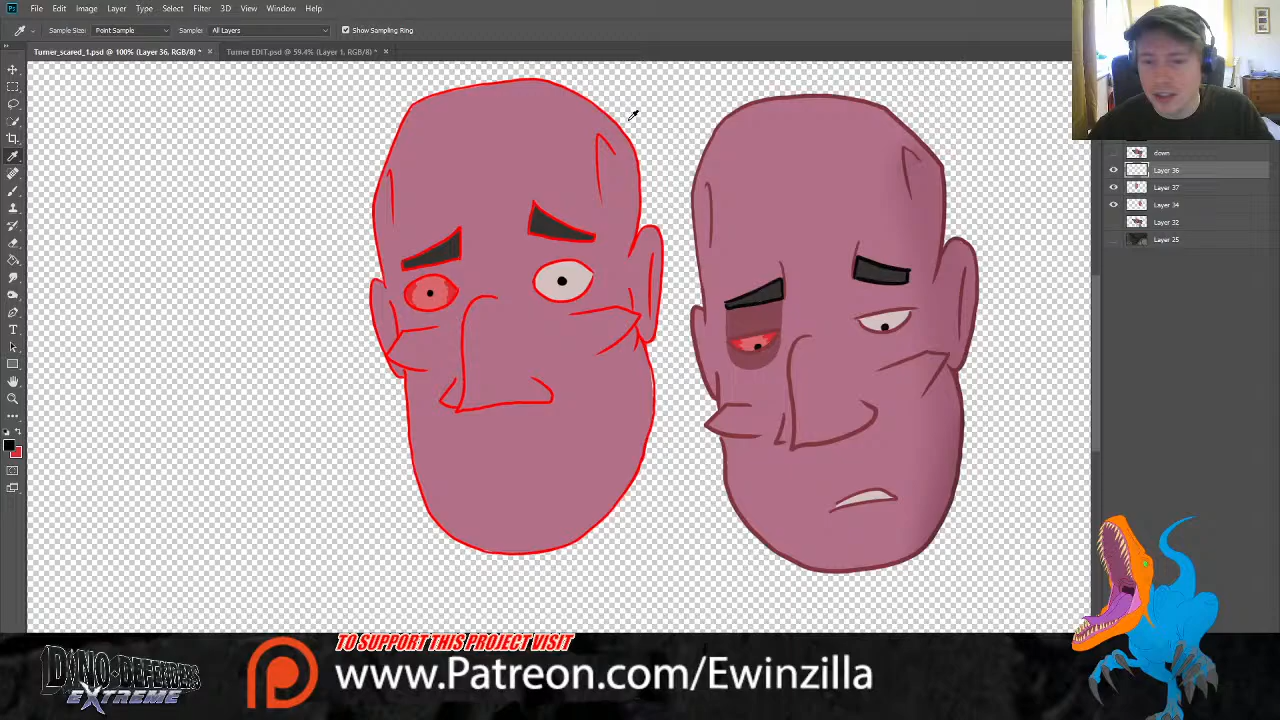 Ps File Edit Image Layer Type Select Filter 3D View Window Help
Sample Size: Point Sample Sample: All Layers Show Sampling Ring
Turner_scared_1.psd @ 100% (Layer 36, RGB/8) * × Turner EDIT.psd @ 59.4% (Layer 1, RGB/8) * ×
down
Layer 36
Layer 37
Layer 34
Layer 32
Layer 25
TO SUPPORT THIS PROJECT VISIT
www.Patreon.com/Ewinzilla
DINO-DEFENDERS
EXTREME